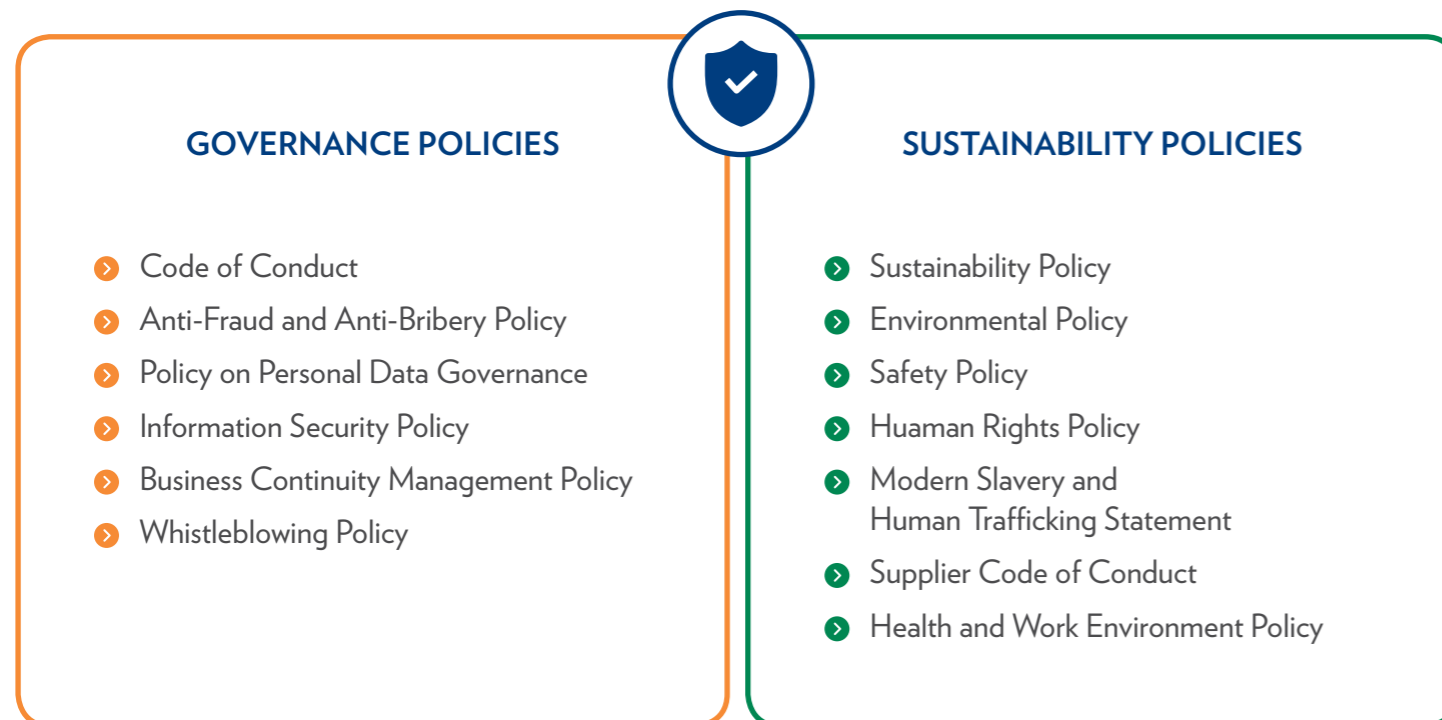 GOVERNANCE POLICIES
Code of Conduct
Anti-Fraud and Anti-Bribery Policy
Policy on Personal Data Governance
Information Security Policy
Business Continuity Management Policy
Whistleblowing Policy
SUSTAINABILITY POLICIES
Sustainability Policy
Environmental Policy
Safety Policy
Huaman Rights Policy
Modern Slavery and
Human Trafficking Statement
Supplier Code of Conduct
Health and Work Environment Policy